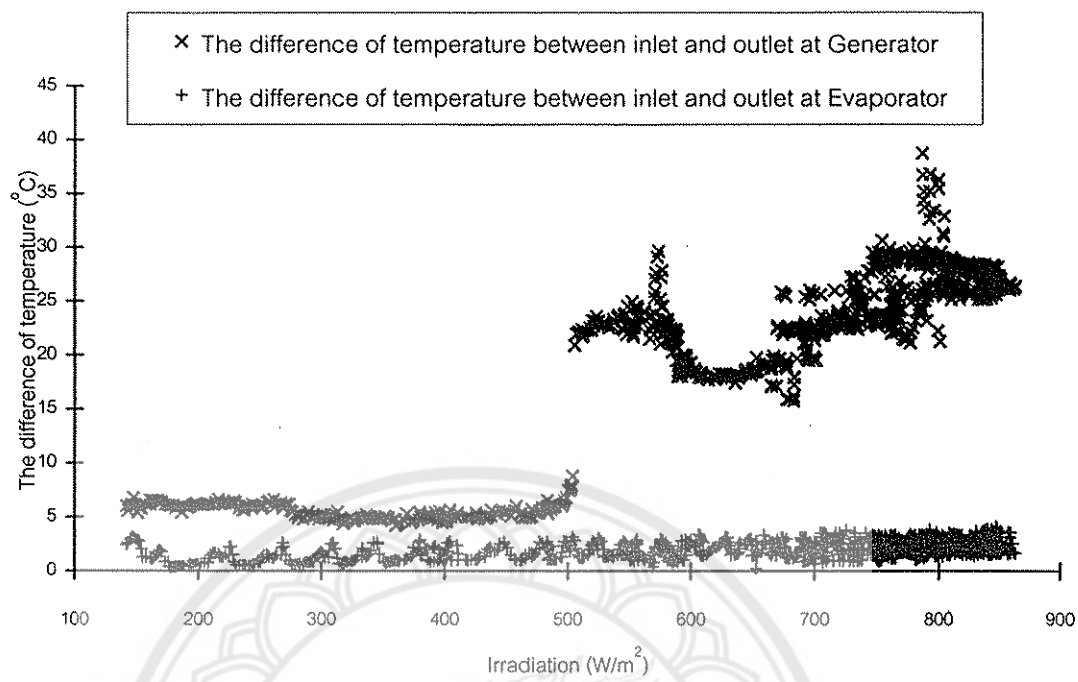 × The difference of temperature between inlet and outlet at Generator
+ The difference of temperature between inlet and outlet at Evaporator
The difference of temperature (°C)
45
40
35
30
25
20
15
10
5
0
100 200 300 400 500 600 700 800 900
Irradiation (W/m²)